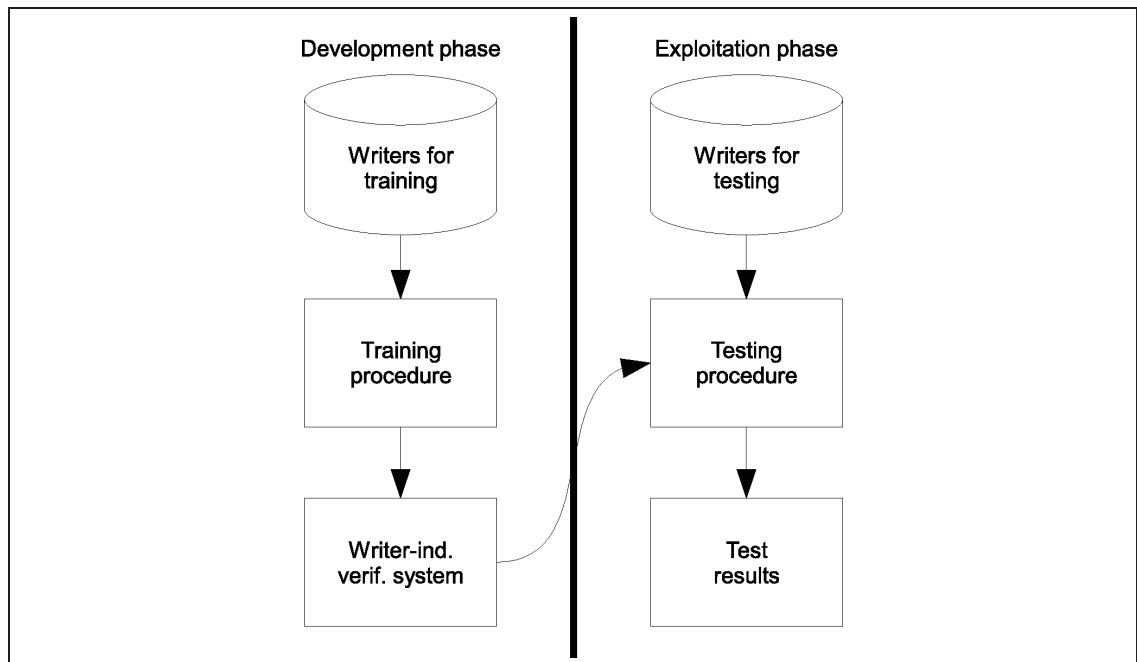 Development phase
Writers for
training
Training
procedure
Writer-ind.
verif. system
Exploitation phase
Writers for
testing
Testing
procedure
Test
results